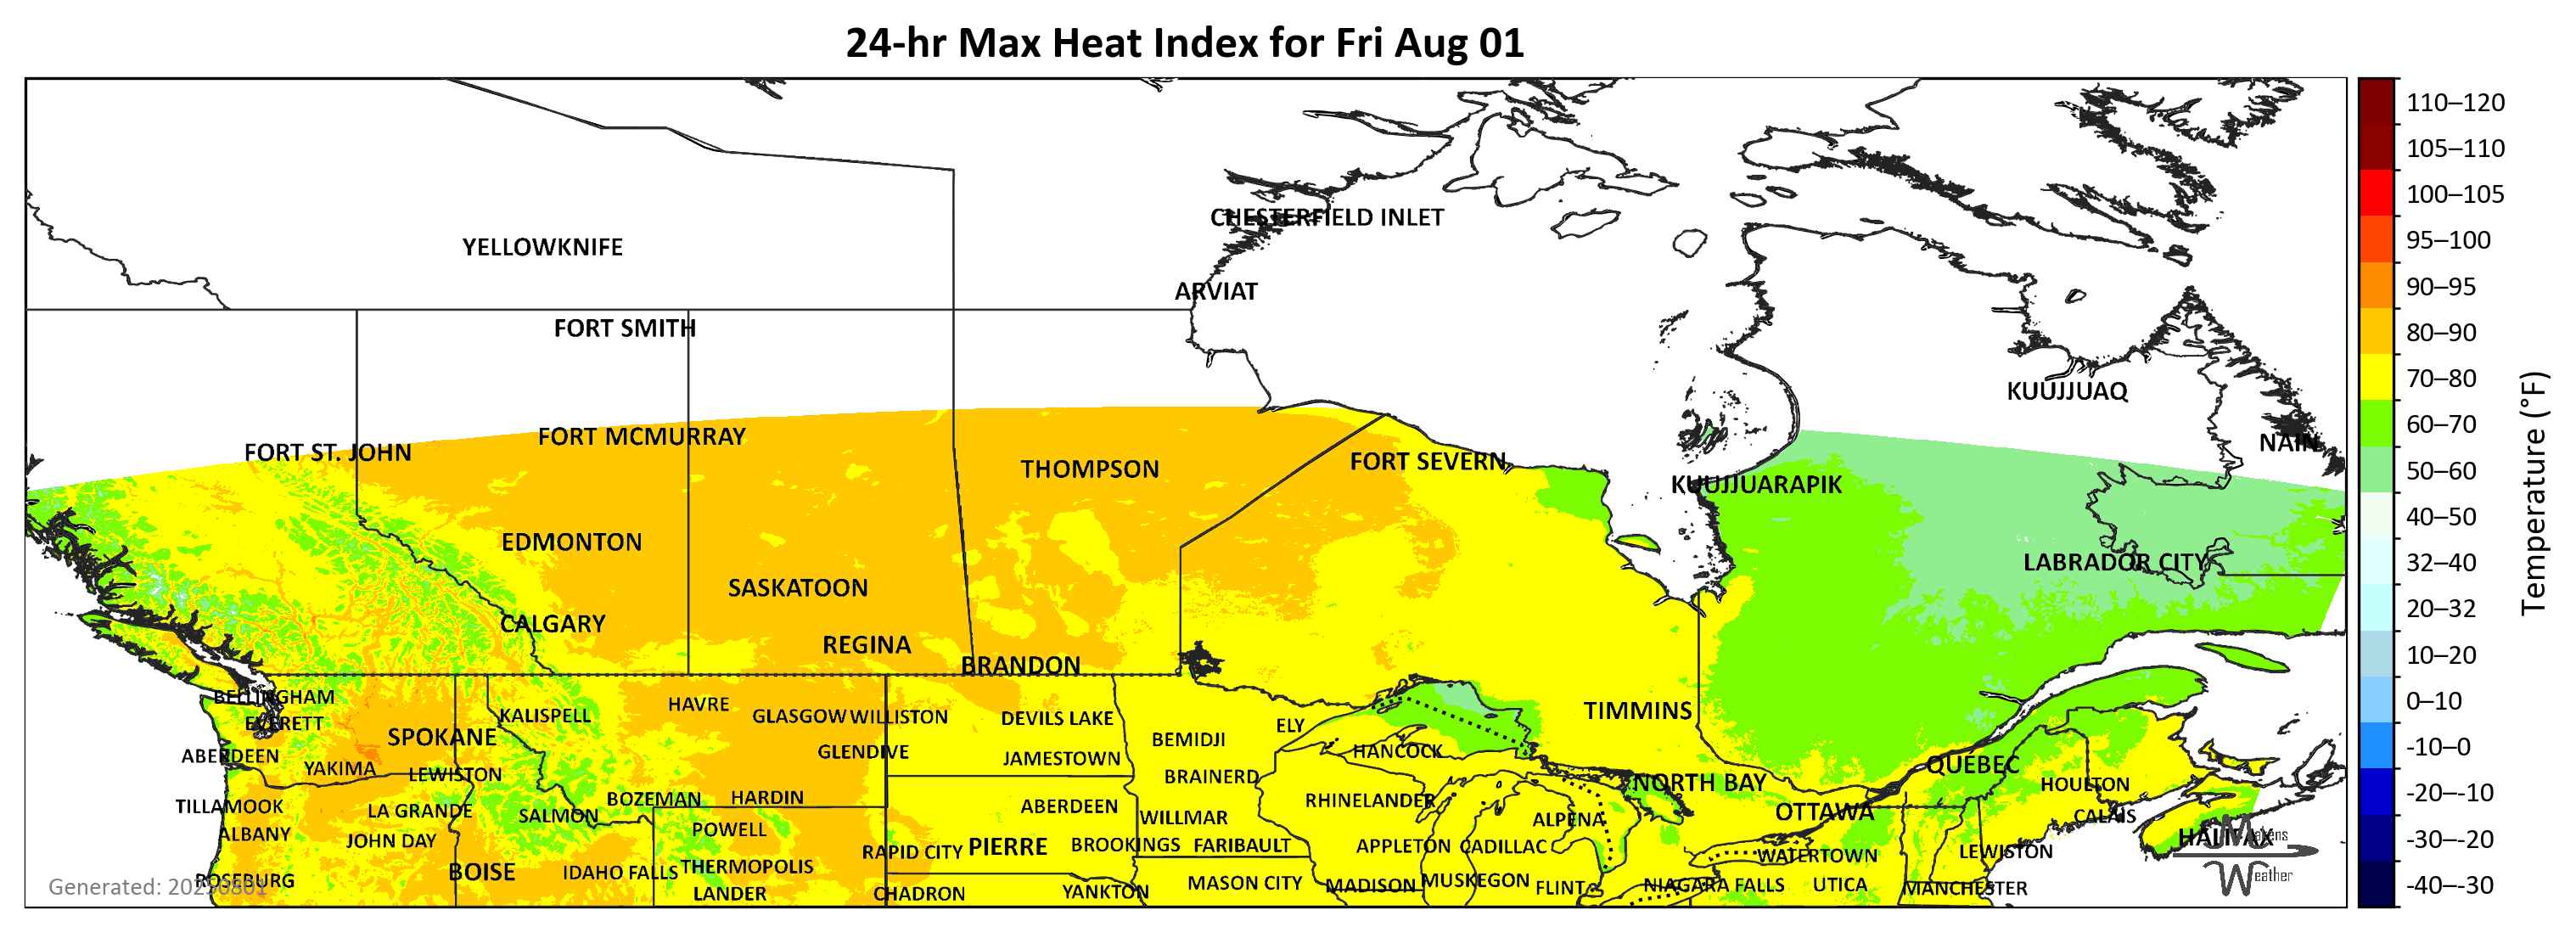 24-hr Max Heat Index for Fri Aug 01
CHESTERFIELD INLET
YELLOWKNIFE
ARVIAT
FORT SMITH
KUUJJUAQ
FORT MCMURRAY
NAIN
FORT ST. JOHN
FORT SEVERN
THOMPSON
KUUJJUARAPIK
EDMONTON
LABRADOR CITY
SASKATOON
CALGARY
REGINA
BRANDON
BELLINGHAM
HAVRE
TIMMINS
KALISPELL
GLASGOW
WILLISTON
DEVILS LAKE
EVERETT
ELY
SPOKANE
BEMIDJI
GLENDIVE
HANCOCK
ABERDEEN
JAMESTOWN
QUÉBEC
YAKIMA
LEWISTON
BRAINERD
NORTH BAY
HOULTON
BOZEMAN
HARDIN
RHINELANDER
TILLAMOOK
ABERDEEN
LA GRANDE
SALMON
WILLMAR
OTTAWA
CALAIS
ALPENA
POWELL
ALBANY
HALIFAX
Makens
JOHN DAY
BROOKINGS
FARIBAULT
APPLETON
CADILLAC
PIERRE
RAPID CITY
LEWISTON
WATERTOWN
THERMOPOLIS
BOISE
IDAHO FALLS
Weather
ROSEBURG
MUSKEGON
MASON CITY
MADISON
FLINT
NIAGARA FALLS
UTICA
MANCHESTER
LANDER
CHADRON
YANKTON
Generated: 20250801
110–120
105–110
100–105
95–100
90–95
80–90
70–80
60–70
50–60
40–50
32–40
20–32
10–20
0–10
-10–0
-20–-10
-30–-20
-40–-30
Temperature (°F)